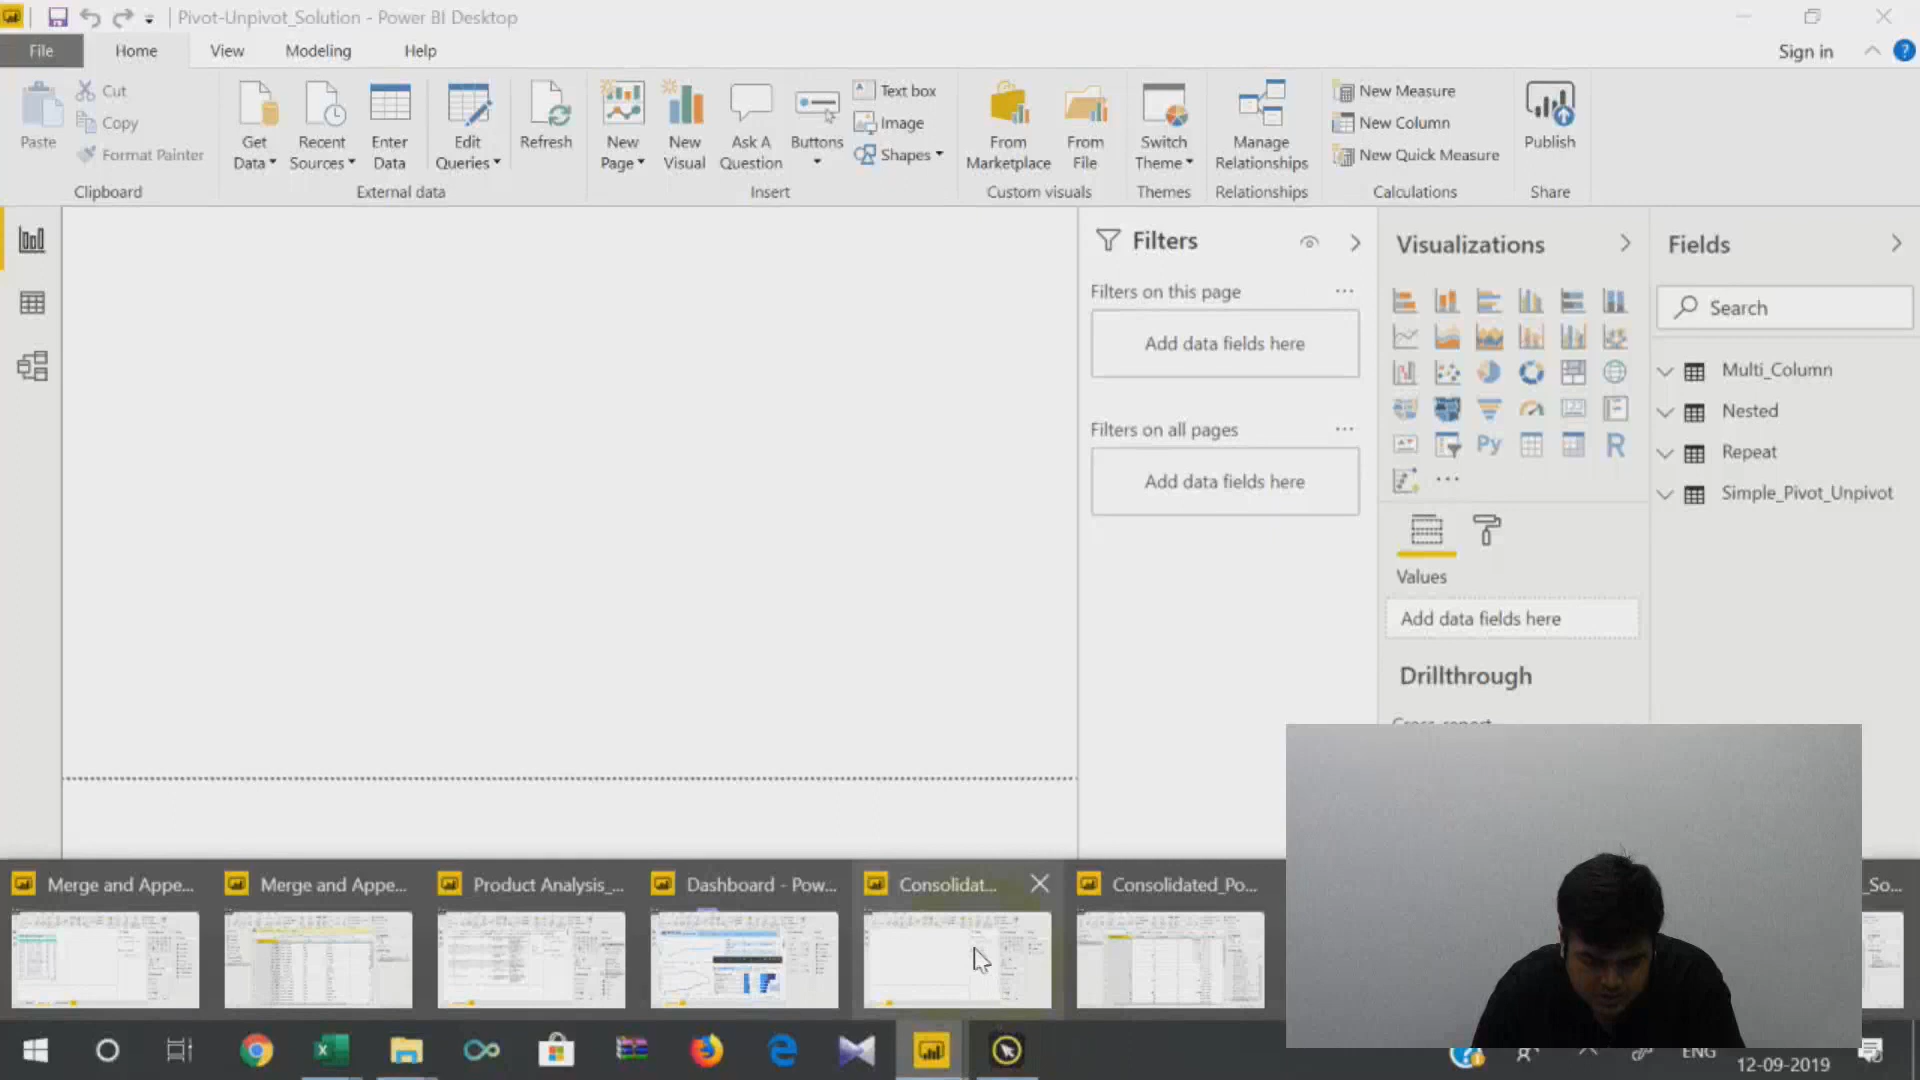 Pivot-Unpivot_Solution - Power BI Desktop
File Home View Modeling Help Sign in
Paste
Cut
Copy
Format Painter
Clipboard
Get Data
Recent Sources
Enter Data
Edit Queries
Refresh
External data
New Page
New Visual
Ask A Question
Buttons
Text box
Image
Shapes
Insert
From Marketplace
From File
Custom visuals
Switch Theme
Themes
Manage Relationships
Relationships
New Measure
New Column
New Quick Measure
Calculations
Publish
Share
Filters
Filters on this page
Add data fields here
Filters on all pages
Add data fields here
Visualizations
Py
R
Values
Add data fields here
Drillthrough
Cross-report
Fields
Search
Multi_Column
Nested
Repeat
Simple_Pivot_Unpivot
Merge and Appe...
Merge and Appe...
Product Analysis_...
Dashboard - Pow...
Consolidat...
Consolidated_Po...
_So...
ENG
12-09-2019